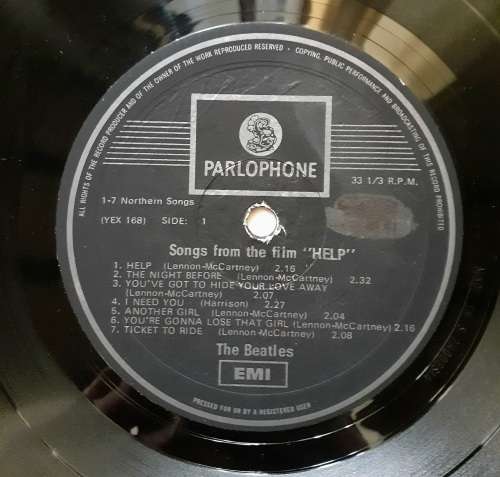 ALL RIGHTS OF THE RECORD PRODUCER AND OF THE OWNER OF THE WORK REPRODUCED RESERVED • COPYING, PUBLIC PERFORMANCE AND BROADCASTING OF THIS RECORD PROHIBITED
PARLOPHONE
1-7 Northern Songs
33 1/3 R.P.M.
(YEX 168) SIDE: 1
Songs from the film "HELP"
1. HELP (Lennon-McCartney) 2.16 "
2. THE NIGHT BEFORE (Lennon-McCartney) 2.32
3. YOU'VE GOT TO HIDE YOUR LOVE AWAY
(Lennon-McCartney) 2.07
4. I NEED YOU (Harrison) 2.27
5. ANOTHER GIRL (Lennon-McCartney) 2.04
6. YOU'RE GONNA LOSE THAT GIRL (Lennon-McCartney) 2.16
7. TICKET TO RIDE (Lennon-McCartney) 2.08
The Beatles
EMI
PRESSED FOR OR BY A REGISTERED USER